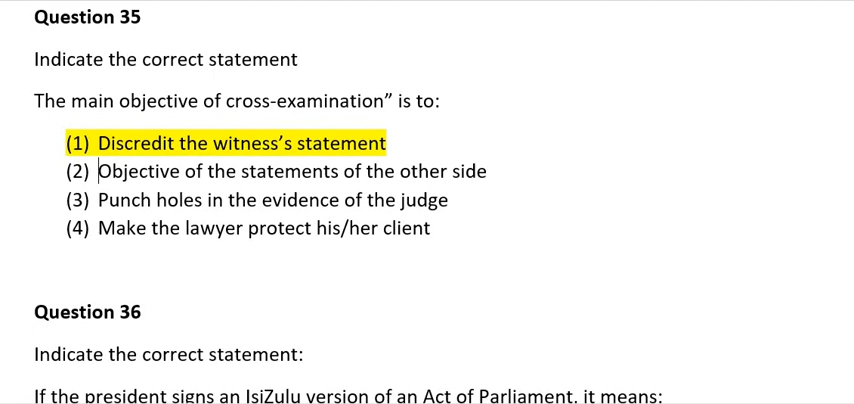 Question 35
Indicate the correct statement
The main objective of cross-examination” is to:
(1) Discredit the witness’s statement
(2) Objective of the statements of the other side
(3) Punch holes in the evidence of the judge
(4) Make the lawyer protect his/her client
Question 36
Indicate the correct statement:
If the president signs an IsiZulu version of an Act of Parliament, it means: